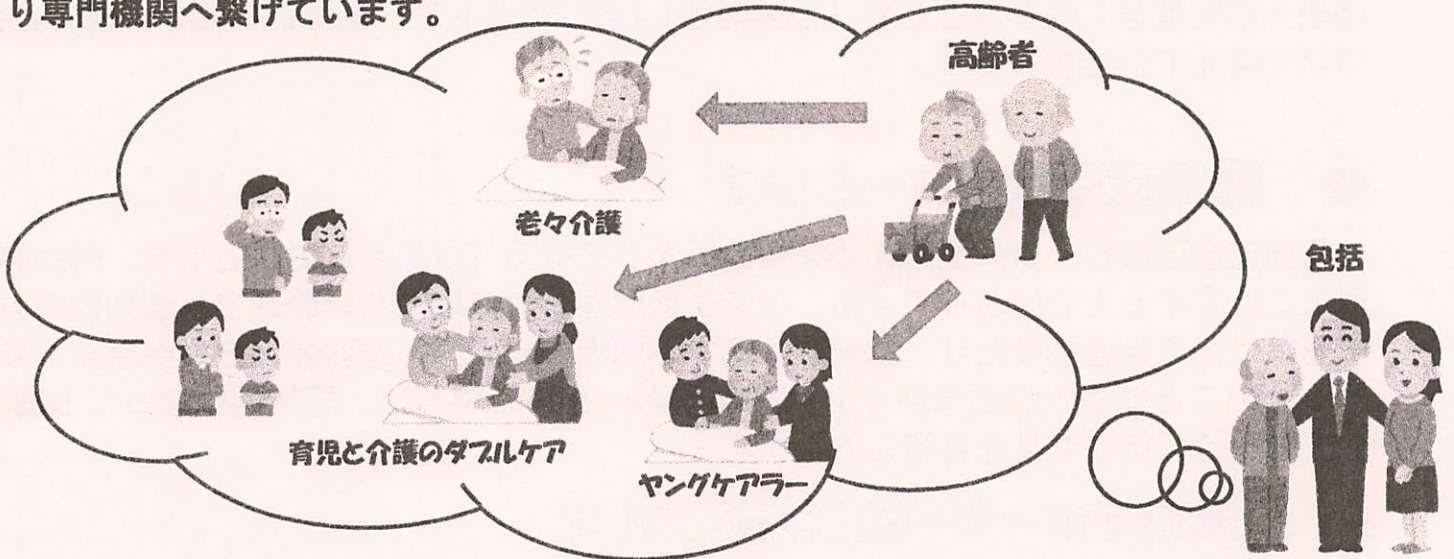 り専門機関へ繋げています。
高齢者
老々介護
包括
育児と介護のダブルケア
ヤングケアラー